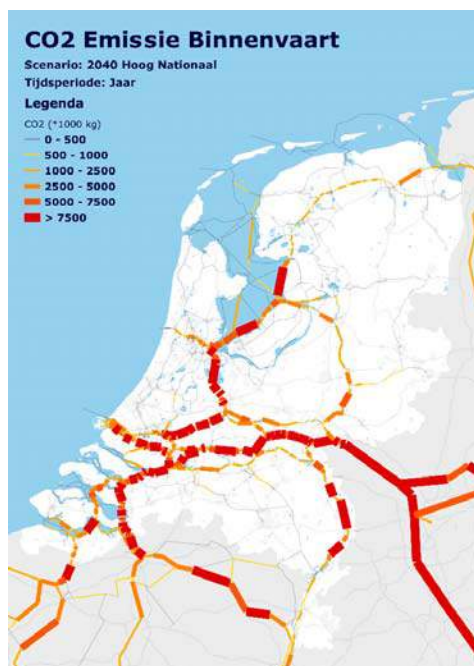 CO2 Emissie Binnenvaart
Scenario: 2040 Hoog Nationaal
Tijdsperiode: Jaar
Legenda
CO2 (*1000 kg)
0 - 500
500 - 1000
1000 - 2500
2500 - 5000
5000 - 7500
> 7500